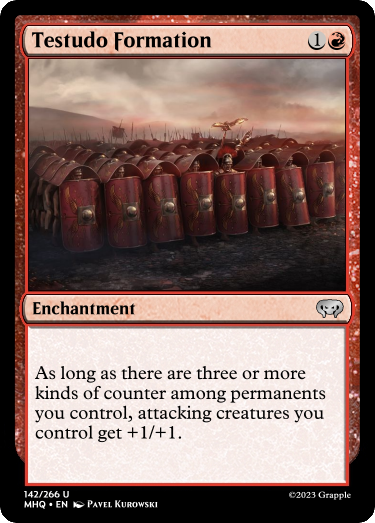 Testudo Formation 1
Enchantment
As long as there are three or more
kinds of counter among permanents
you control, attacking creatures you
control get +1/+1.
142/266 U
MHQ • EN Pavel Kurowski
©2023 Grapple